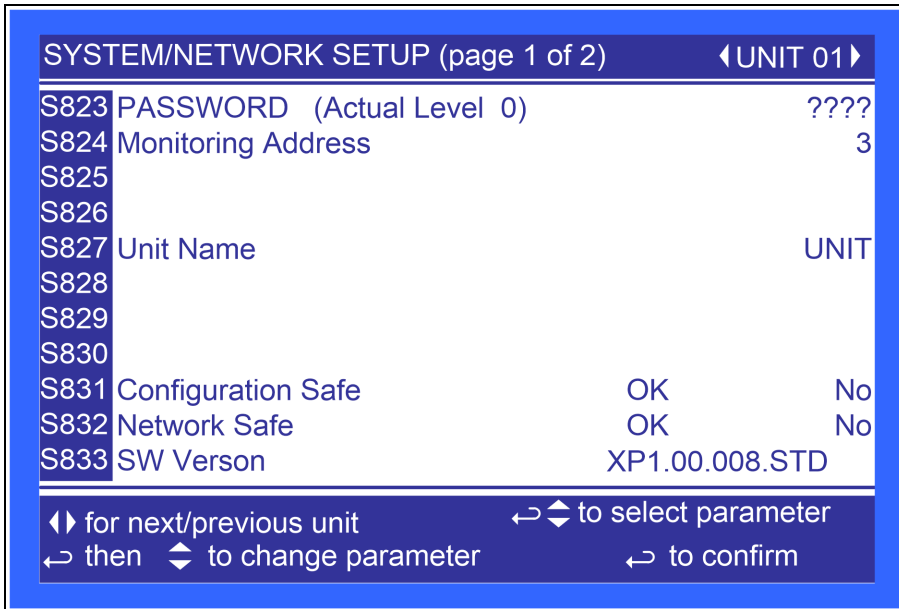 SYSTEM/NETWORK SETUP (page 1 of 2) UNIT 01
S823 PASSWORD (Actual Level 0) ????
S824 Monitoring Address 3
S825
S826
S827 Unit Name UNIT
S828
S829
S830
S831 Configuration Safe OK No
S832 Network Safe OK No
S833 SW Verson XP1.00.008.STD
for next/previous unit to select parameter
then to change parameter to confirm